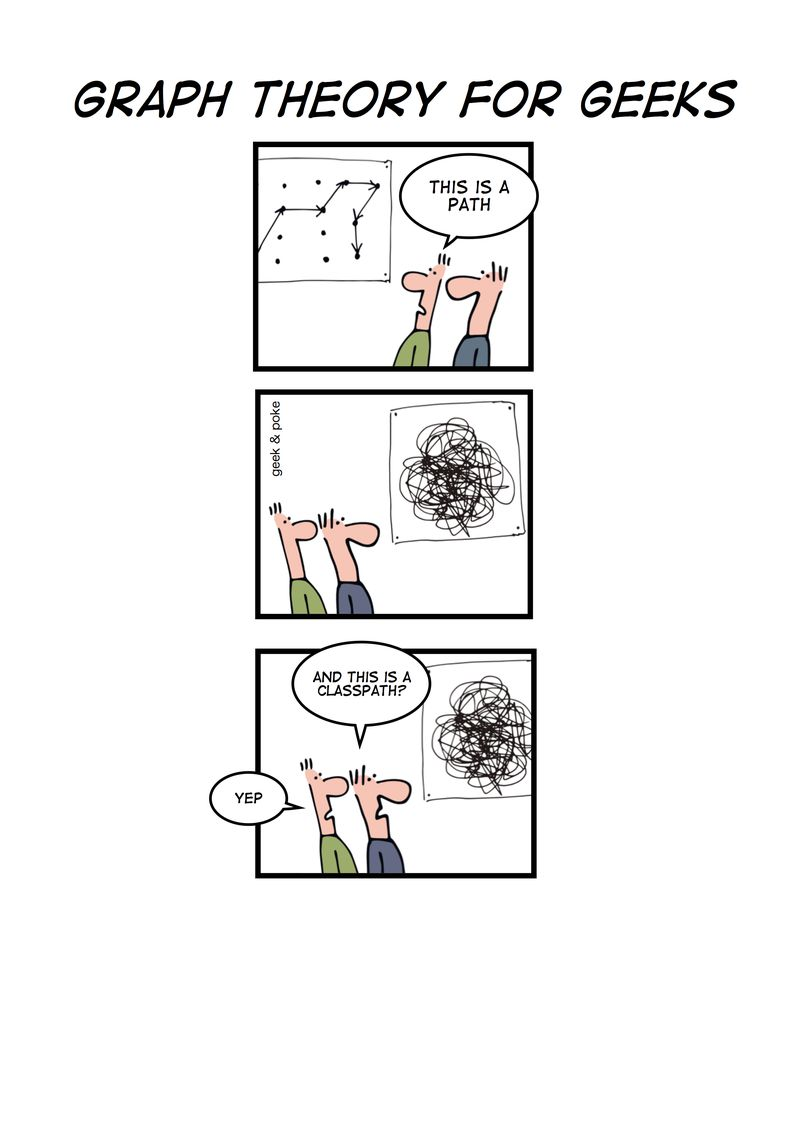 GRAPH THEORY FOR GEEKS
THIS IS A
PATH
geek & poke
AND THIS IS A
CLASSPATH?
YEP